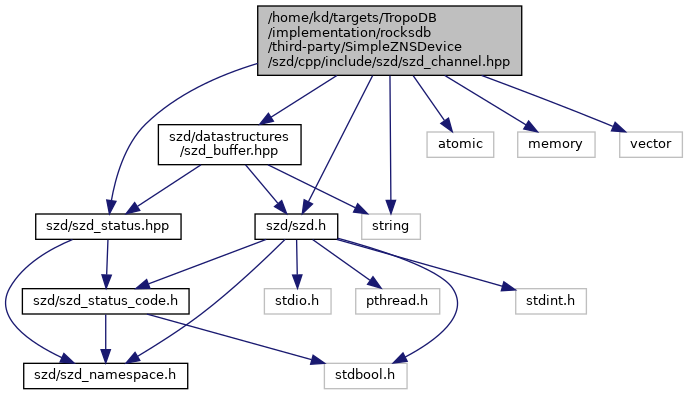 /home/kd/targets/TropoDB
/implementation/rocksdb
/third-party/SimpleZNSDevice
/szd/cpp/include/szd/szd_channel.hpp
szd/datastructures
/szd_buffer.hpp
atomic
memory
vector
szd/szd_status.hpp
szd/szd.h
string
szd/szd_status_code.h
stdio.h
pthread.h
stdint.h
szd/szd_namespace.h
stdbool.h